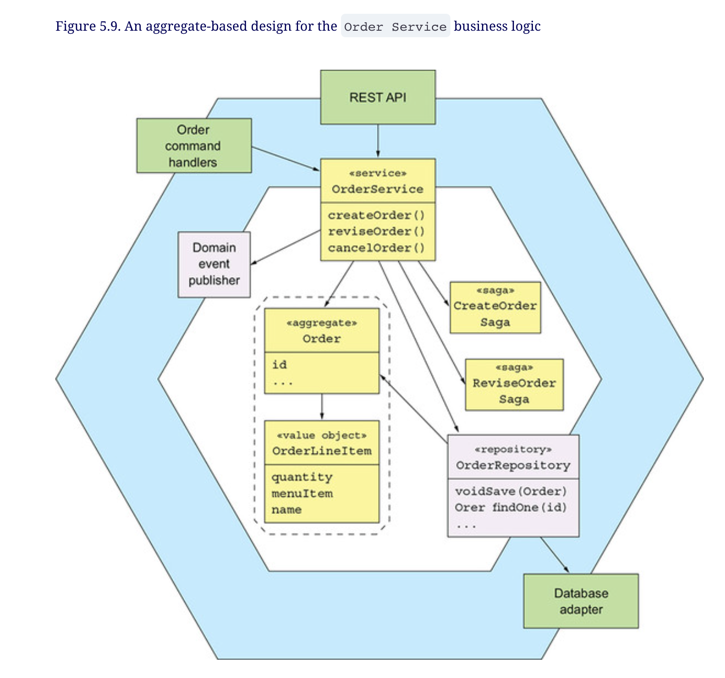 Figure 5.9. An aggregate-based design for the Order Service business logic
REST API
Order
command
handlers
«service»
OrderService
createOrder()
reviseOrder()
cancelOrder()
Domain
event
publisher
«saga»
CreateOrder
Saga
«aggregate»
Order
id
...
«saga»
ReviseOrder
Saga
«value object»
OrderLineItem
quantity
menuItem
name
«repository»
OrderRepository
voidSave(Order)
Orer findOne(id)
...
Database
adapter